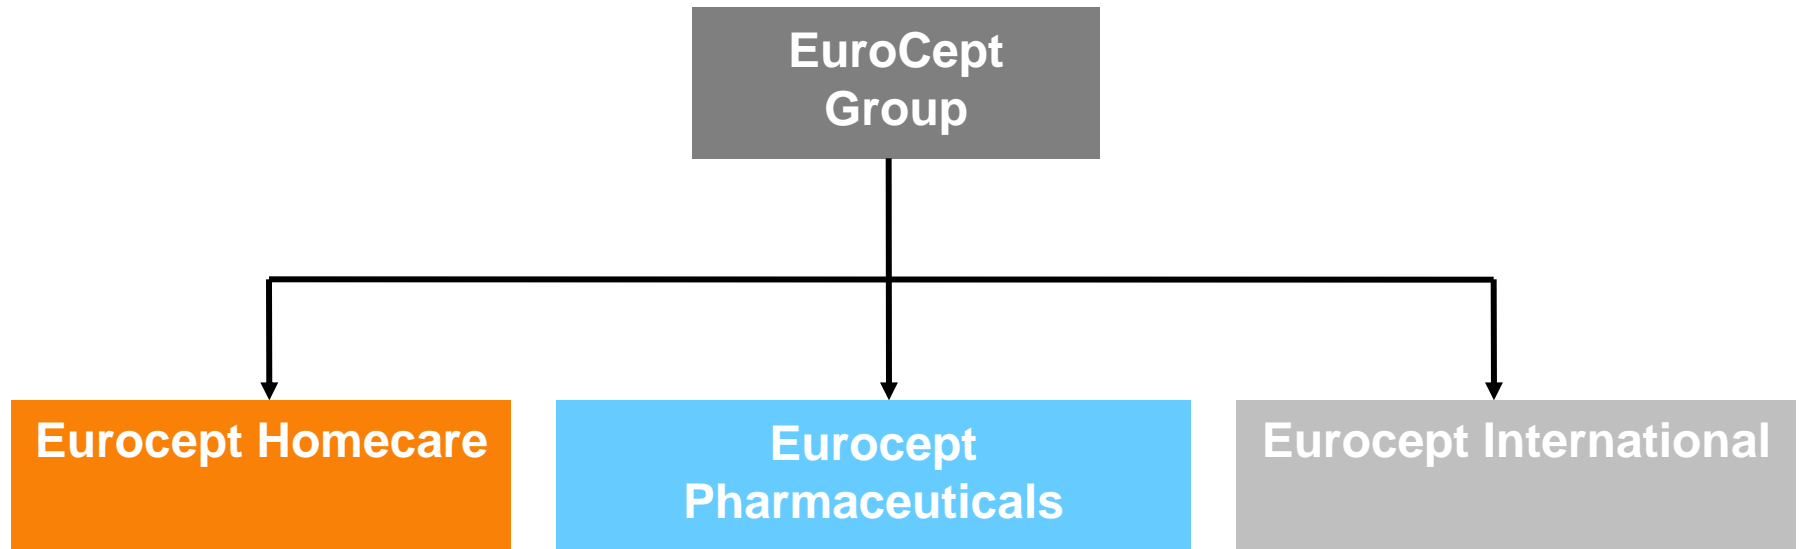 EuroCept
Group
Eurocept Homecare
Eurocept
Pharmaceuticals
Eurocept International